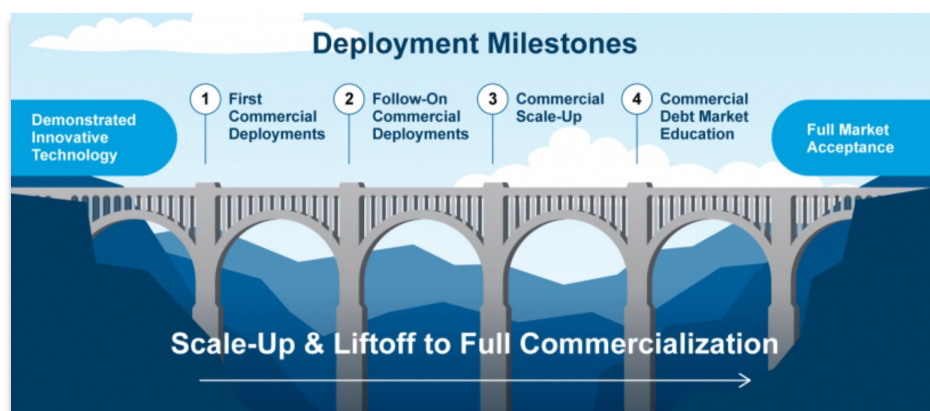 Deployment Milestones
Demonstrated
Innovative
Technology
1
First
Commercial
Deployments
2
Follow-On
Commercial
Deployments
3
Commercial
Scale-Up
4
Commercial
Debt Market
Education
Full Market
Acceptance
Scale-Up & Liftoff to Full Commercialization